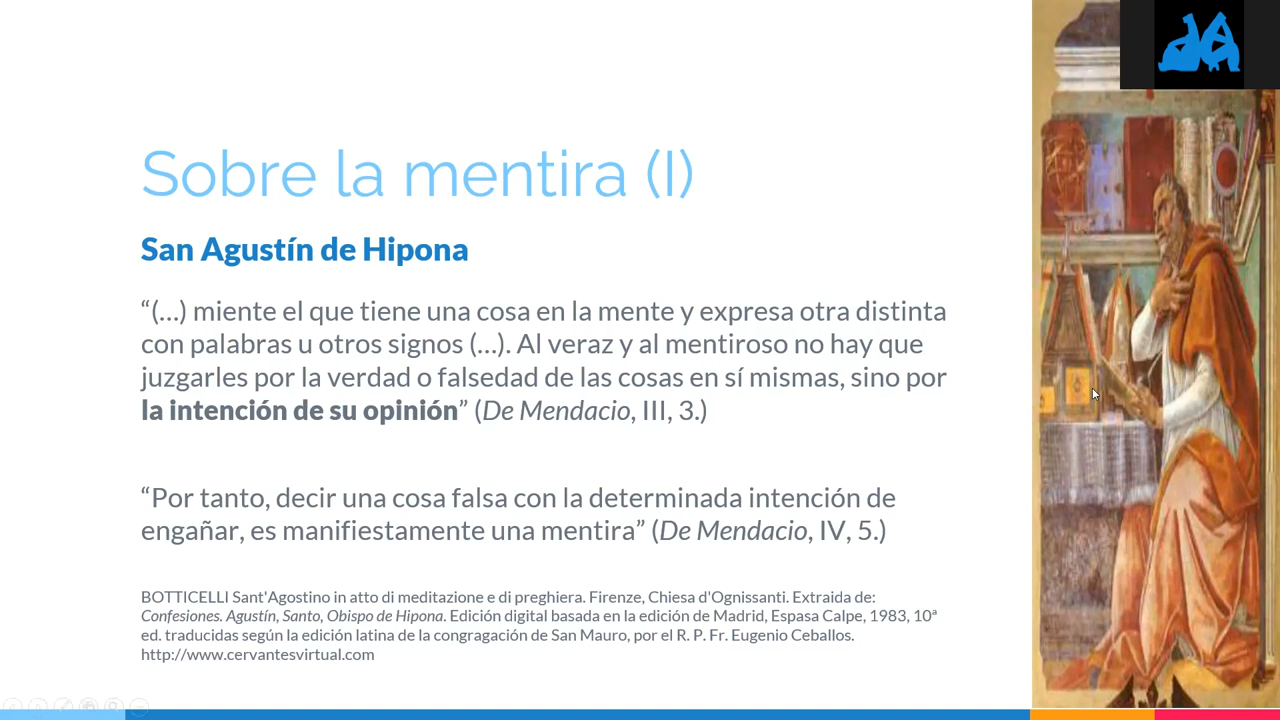 Sobre la mentira (I)
San Agustín de Hipona
“(…) miente el que tiene una cosa en la mente y expresa otra distinta
con palabras u otros signos (…). Al veraz y al mentiroso no hay que
juzgarles por la verdad o falsedad de las cosas en sí mismas, sino por
la intención de su opinión” (De Mendacio, III, 3.)
“Por tanto, decir una cosa falsa con la determinada intención de
engañar, es manifiestamente una mentira” (De Mendacio, IV, 5.)
BOTTICELLI Sant'Agostino in atto di meditazione e di preghiera. Firenze, Chiesa d'Ognissanti. Extraida de:
Confesiones. Agustín, Santo, Obispo de Hipona. Edición digital basada en la edición de Madrid, Espasa Calpe, 1983, 10ª
ed. traducidas según la edición latina de la congragación de San Mauro, por el R. P. Fr. Eugenio Ceballos.
http://www.cervantesvirtual.com